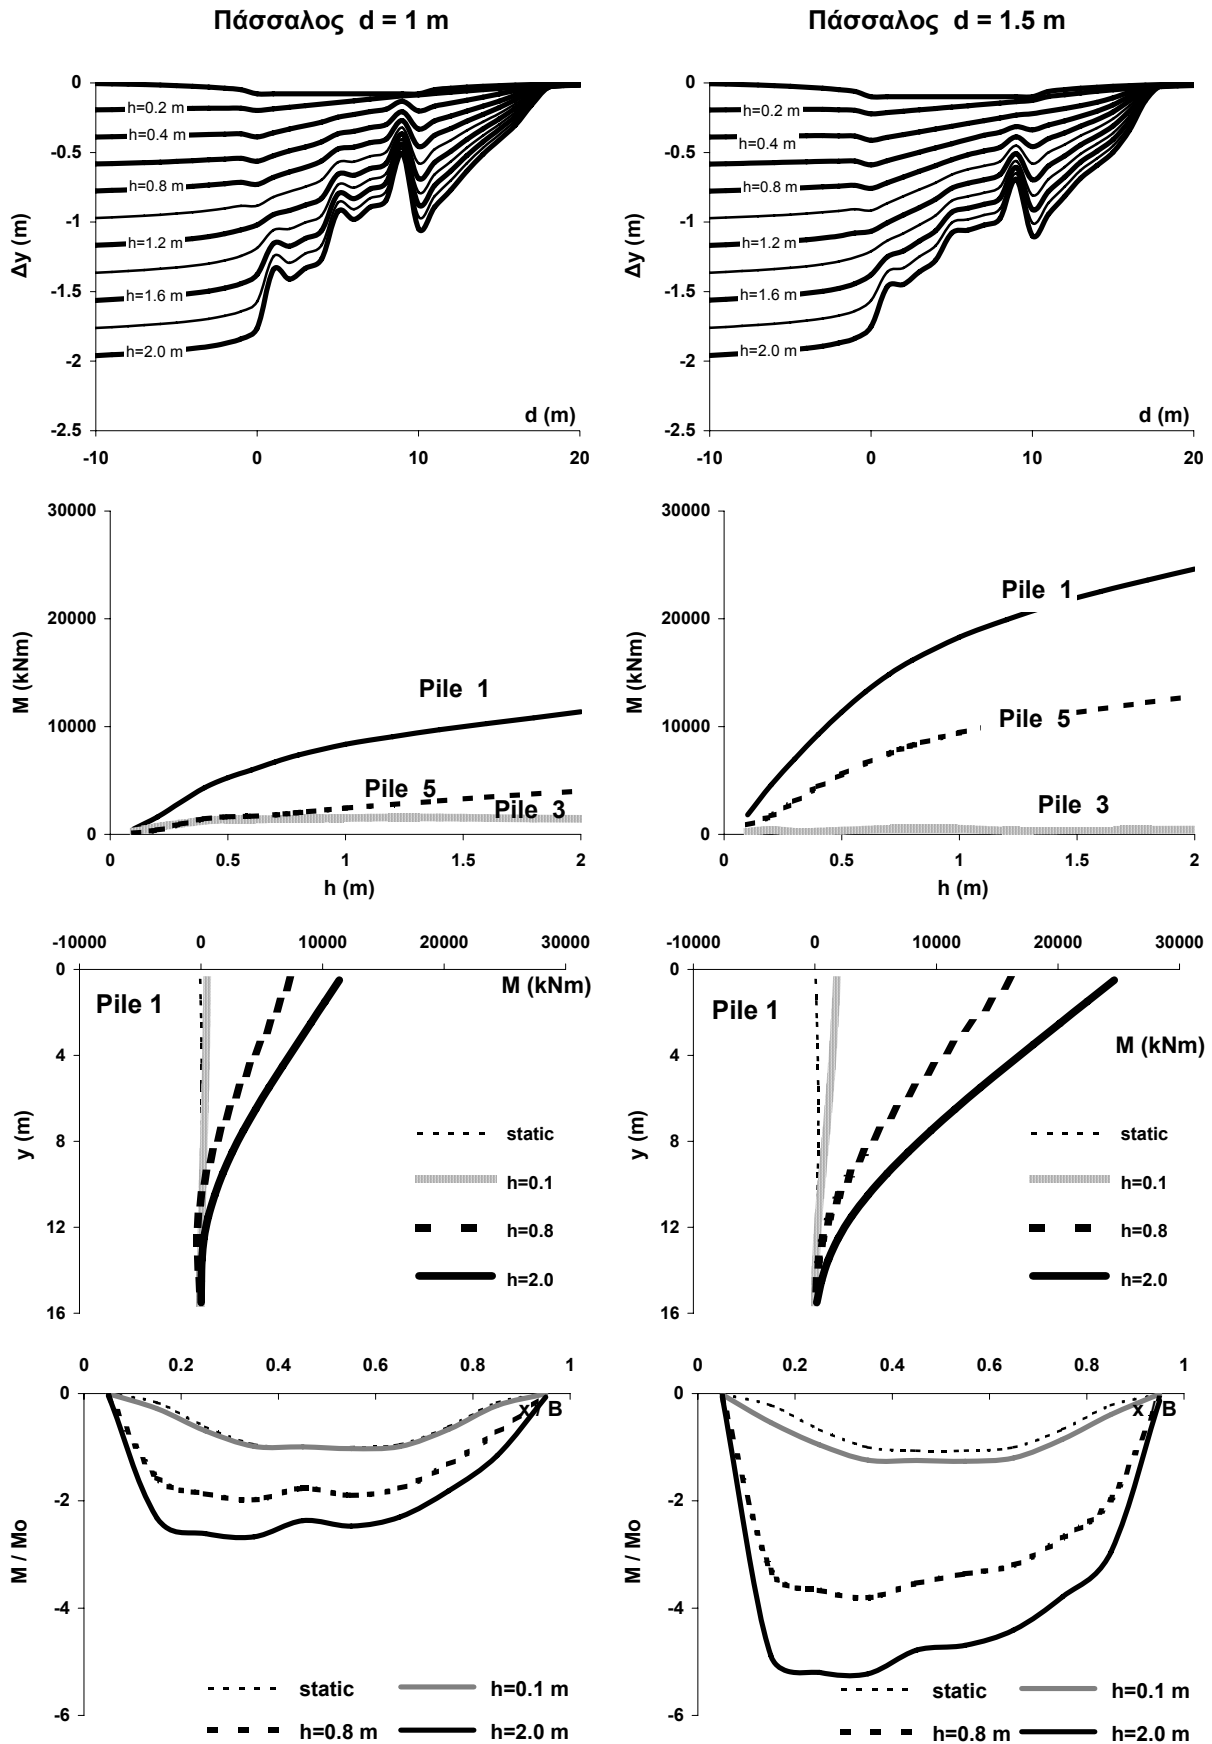 Πάσσαλος d = 1 m
Πάσσαλος d = 1.5 m
0
-0.5
-1
-1.5
-2
-2.5
Δy (m)
h=0.2 m
h=0.4 m
h=0.8 m
h=1.2 m
h=1.6 m
h=2.0 m
d (m)
-10 0 10 20
0
-0.5
-1
-1.5
-2
-2.5
Δy (m)
h=0.2 m
h=0.4 m
h=0.8 m
h=1.2 m
h=1.6 m
h=2.0 m
d (m)
-10 0 10 20
30000
20000
10000
0
M (kNm)
Pile 1
Pile 5
Pile 3
0 0.5 1 1.5 2
h (m)
30000
20000
10000
0
M (kNm)
Pile 1
Pile 5
Pile 3
0 0.5 1 1.5 2
h (m)
-10000 0 10000 20000 30000
0
4
8
12
16
y (m)
Pile 1
M (kNm)
static
h=0.1
h=0.8
h=2.0
-10000 0 10000 20000 30000
0
4
8
12
16
y (m)
Pile 1
M (kNm)
static
h=0.1
h=0.8
h=2.0
0 0.2 0.4 0.6 0.8 1
0
-2
-4
-6
M / Mo
x / B
static
h=0.1 m
h=0.8 m
h=2.0 m
0 0.2 0.4 0.6 0.8 1
0
-2
-4
-6
M / Mo
x / B
static
h=0.1 m
h=0.8 m
h=2.0 m